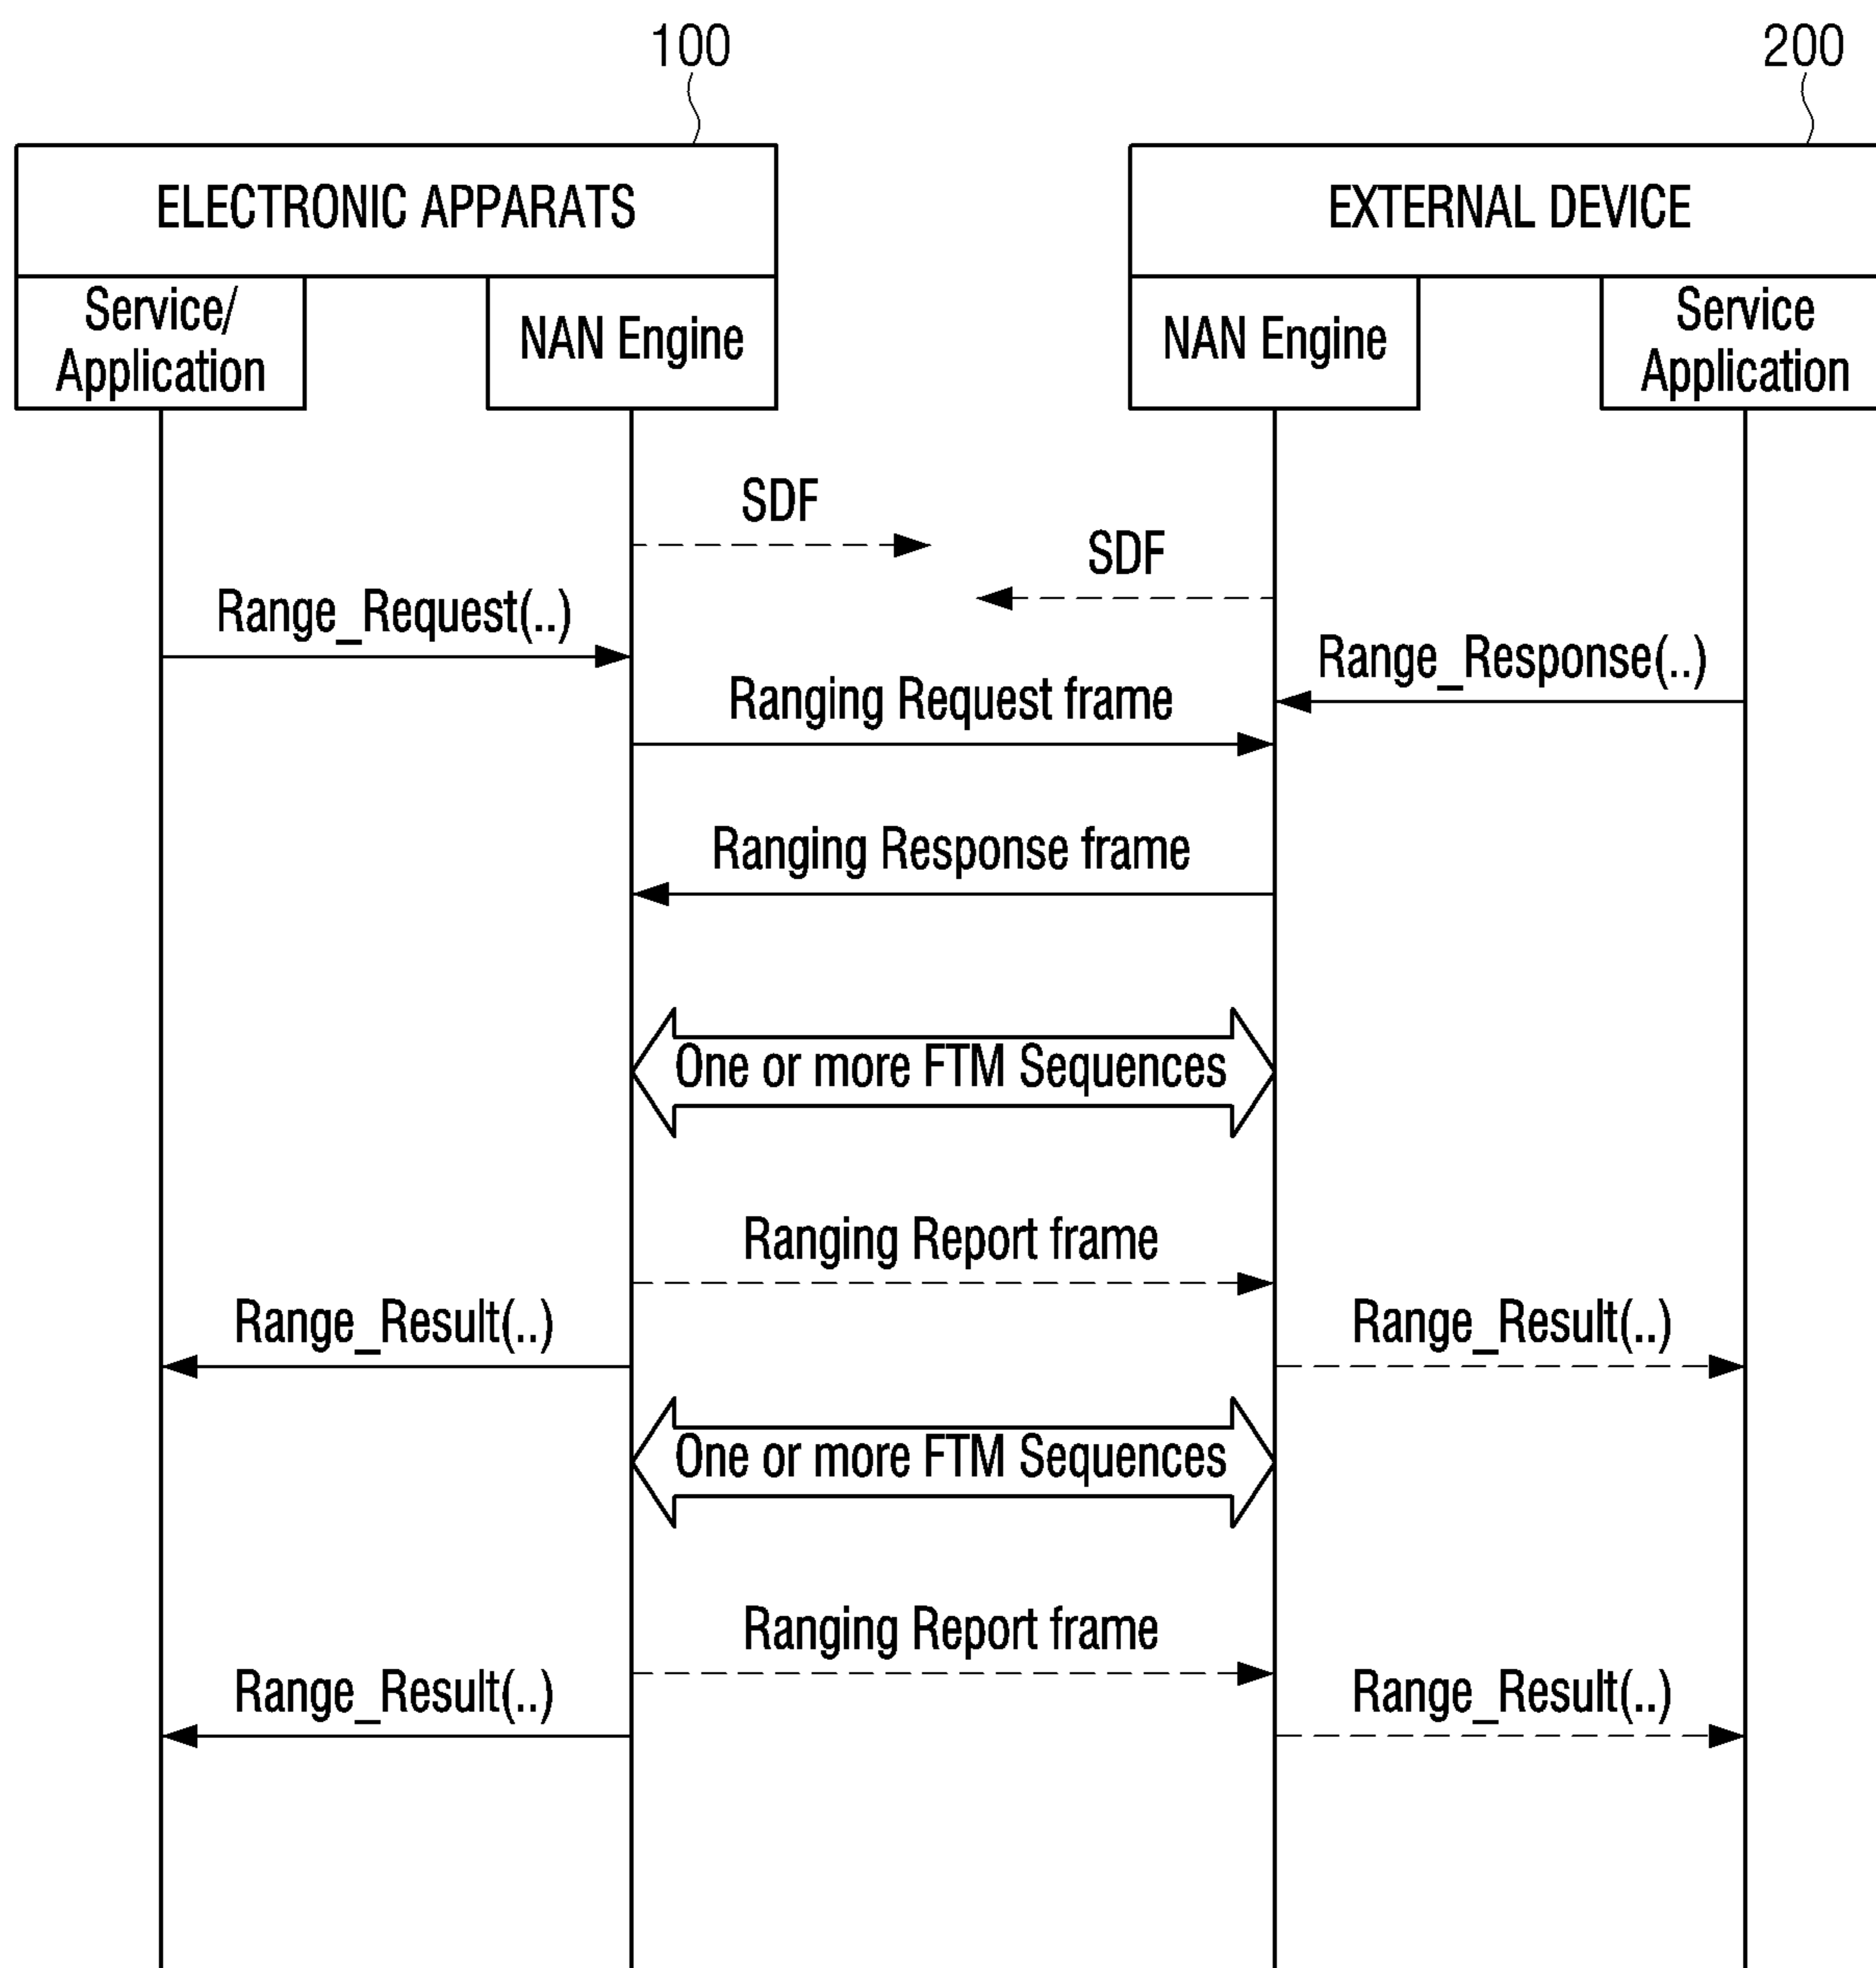 100
200
ELECTRONIC APPARATS
EXTERNAL DEVICE
Service/
Application
NAN Engine
NAN Engine
Service
Application
SDF
SDF
Range_Request(..)
Range_Response(..)
Ranging Request frame
Ranging Response frame
One or more FTM Sequences
Ranging Report frame
Range_Result(..)
Range_Result(..)
One or more FTM Sequences
Ranging Report frame
Range_Result(..)
Range_Result(..)